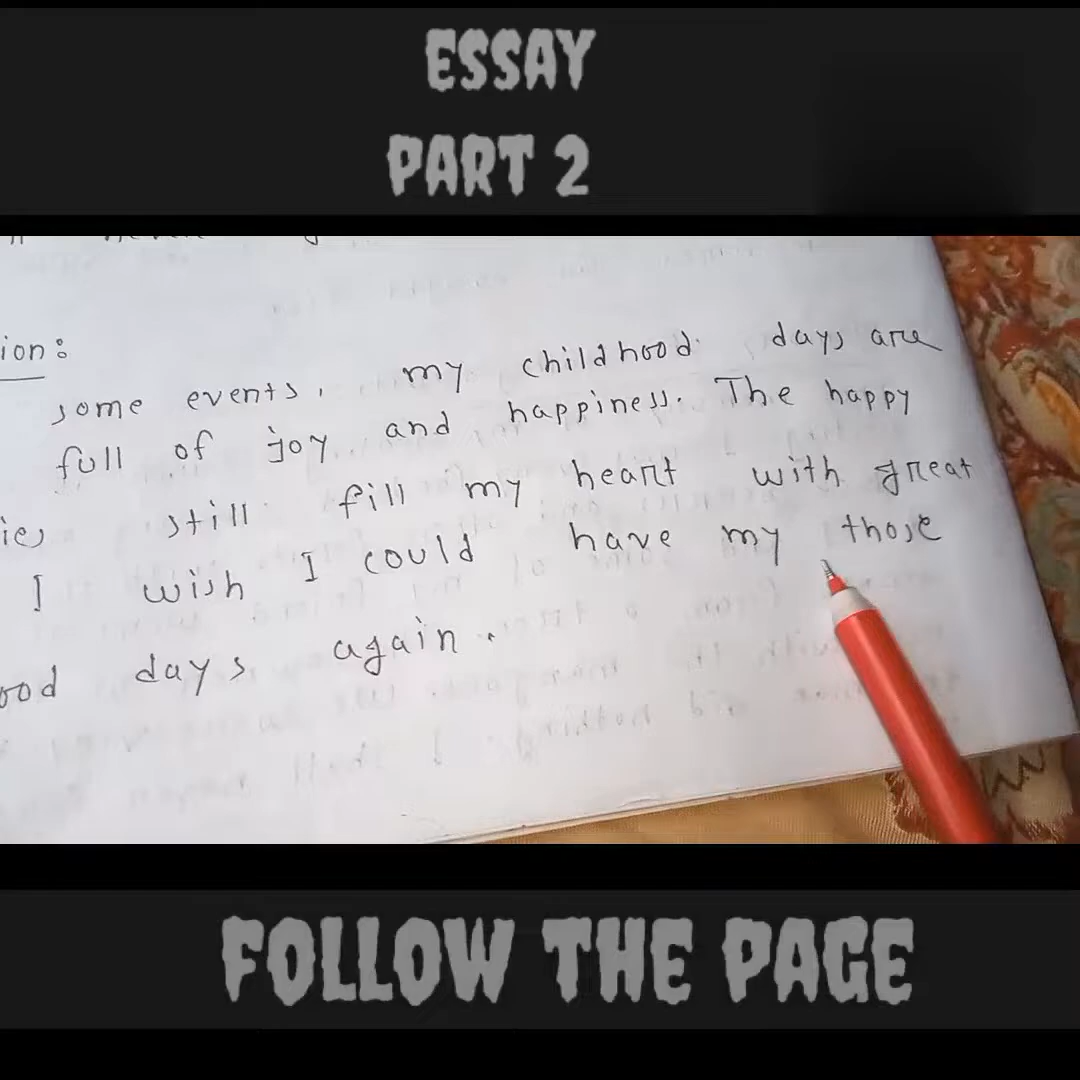 ESSAY
PART 2
ion:
some events, my childhood days are
full of joy and happiness. The happy
ies still fill my heart with great
I wish I could have my those
ood days again.
FOLLOW THE PAGE